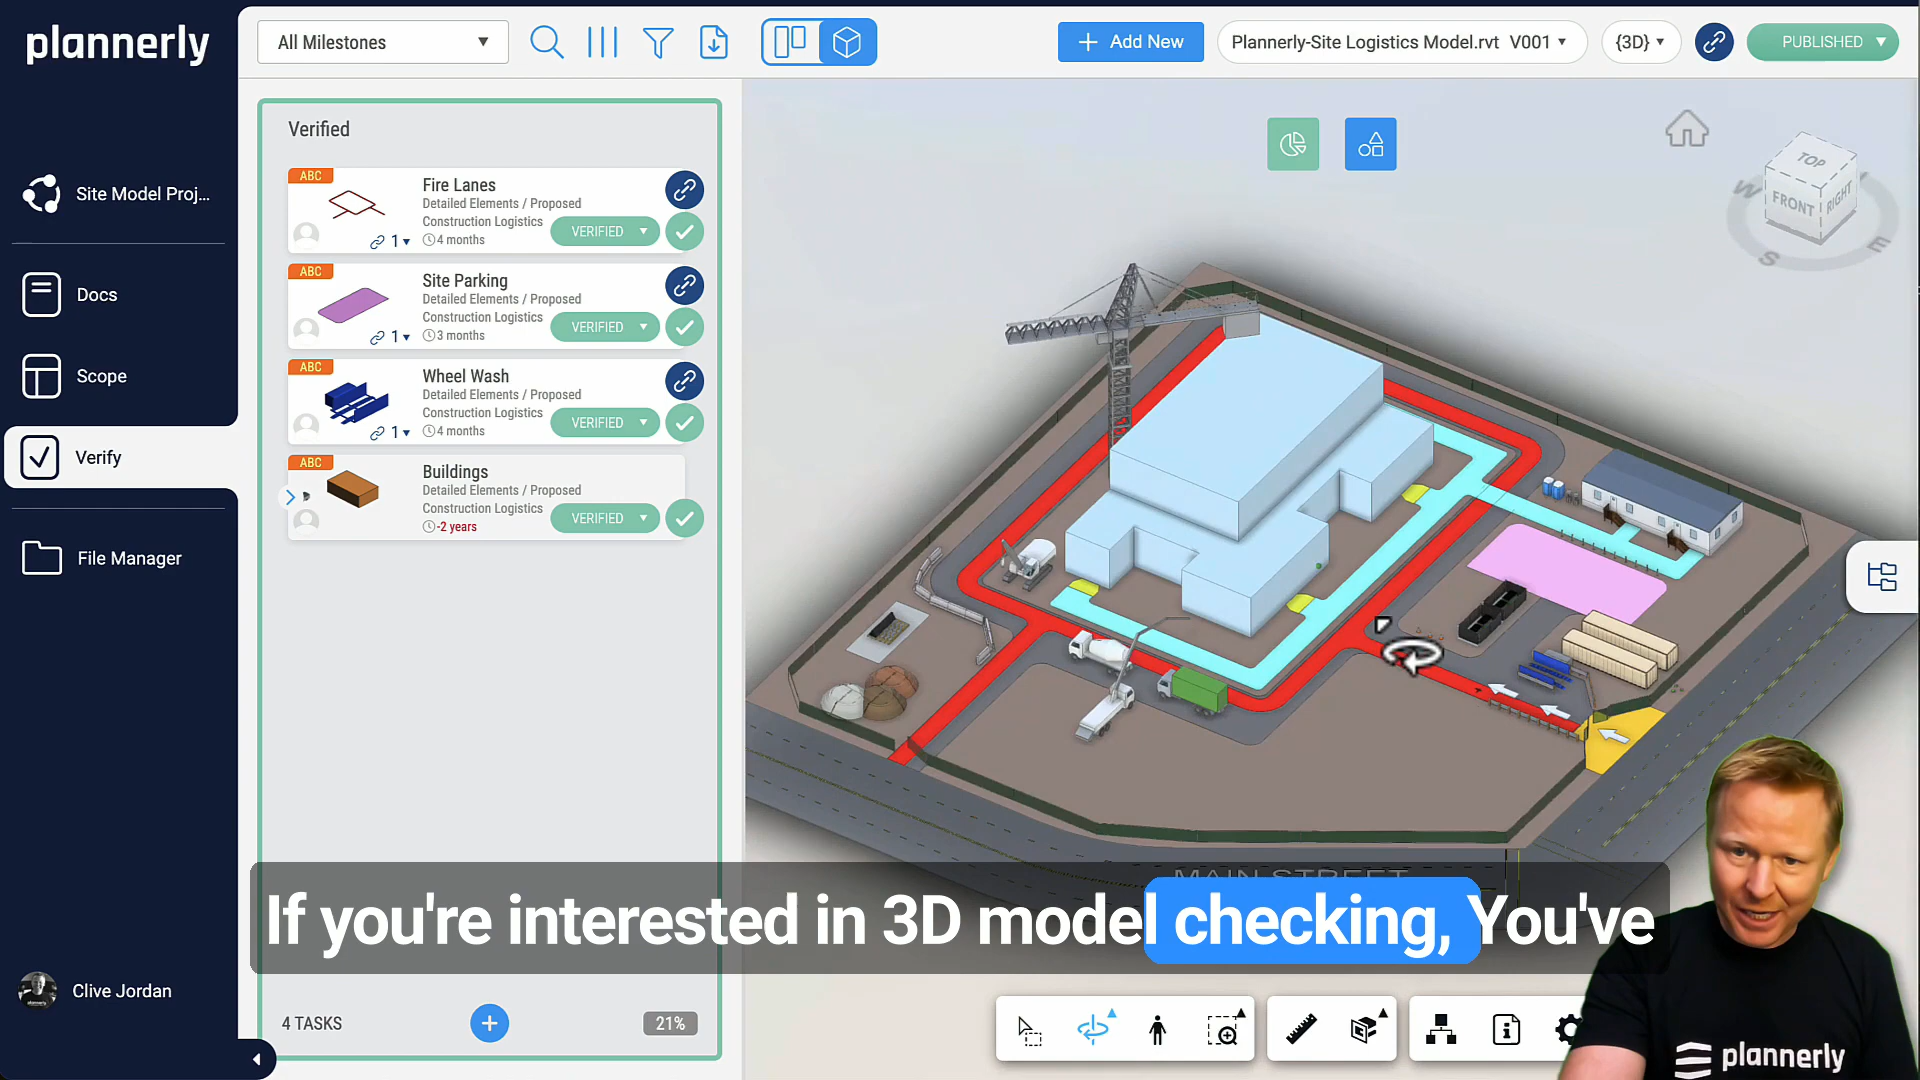 plannerly
All Milestones
Add New
Plannerly-Site Logistics Model.rvt V001
{3D}
PUBLISHED
Site Model Proj...
Docs
Scope
Verify
File Manager
Clive Jordan
Verified
ABC
Fire Lanes
Detailed Elements / Proposed
Construction Logistics
1
4 months
VERIFIED
ABC
Site Parking
Detailed Elements / Proposed
Construction Logistics
1
3 months
VERIFIED
ABC
Wheel Wash
Detailed Elements / Proposed
Construction Logistics
1
4 months
VERIFIED
ABC
Buildings
Detailed Elements / Proposed
Construction Logistics
-2 years
VERIFIED
4 TASKS
21%
TOP
FRONT
RIGHT
W
S
E
MAIN STREET
If you're interested in 3D model checking, You've
plannerly